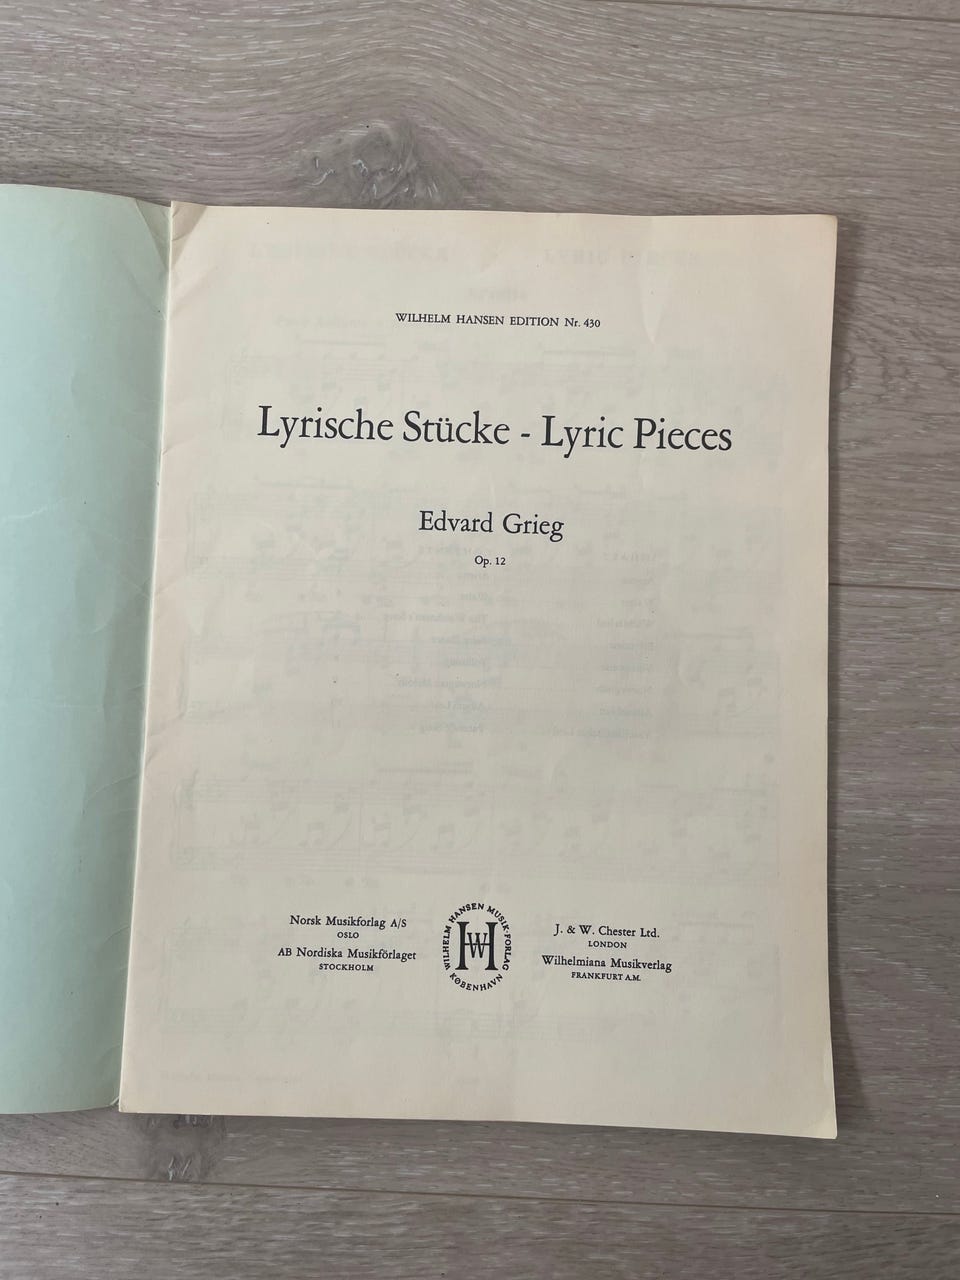 WILHELM HANSEN EDITION Nr. 430
Lyrische Stücke - Lyric Pieces
Edvard Grieg
Op. 12
Norsk Musikforlag A/S
OSLO
AB Nordiska Musikförlaget
STOCKHOLM
WILHELM HANSEN MUSIK-FORLAG
KØBENHAVN
WH
J. & W. Chester Ltd.
LONDON
Wilhelmiana Musikverlag
FRANKFURT A.M.